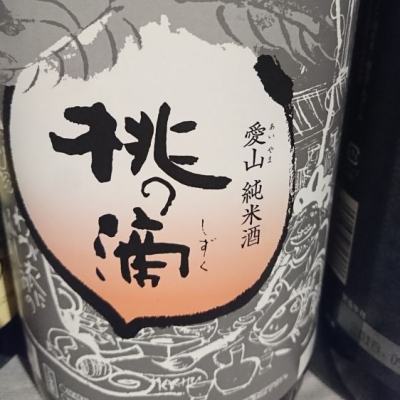 桃の滴
しずく
愛山 純米酒
あいやま